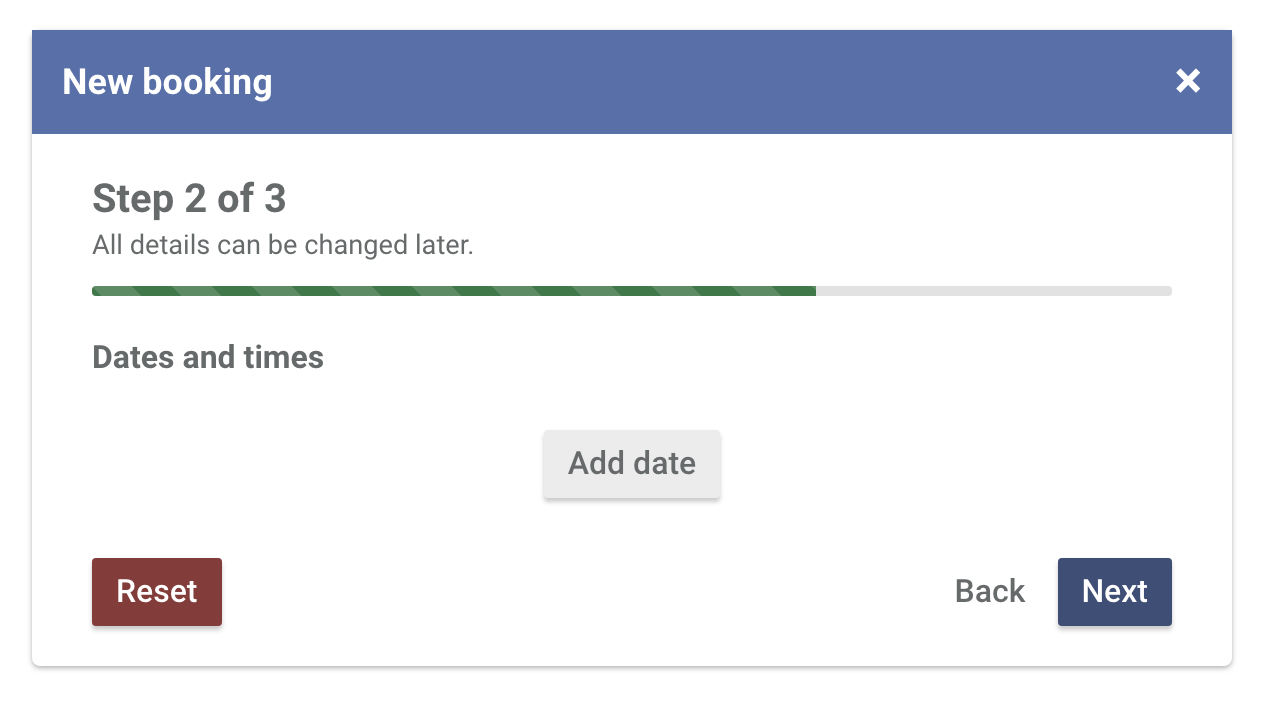 New booking
Step 2 of 3
All details can be changed later.
Dates and times
Add date
Reset
Back
Next